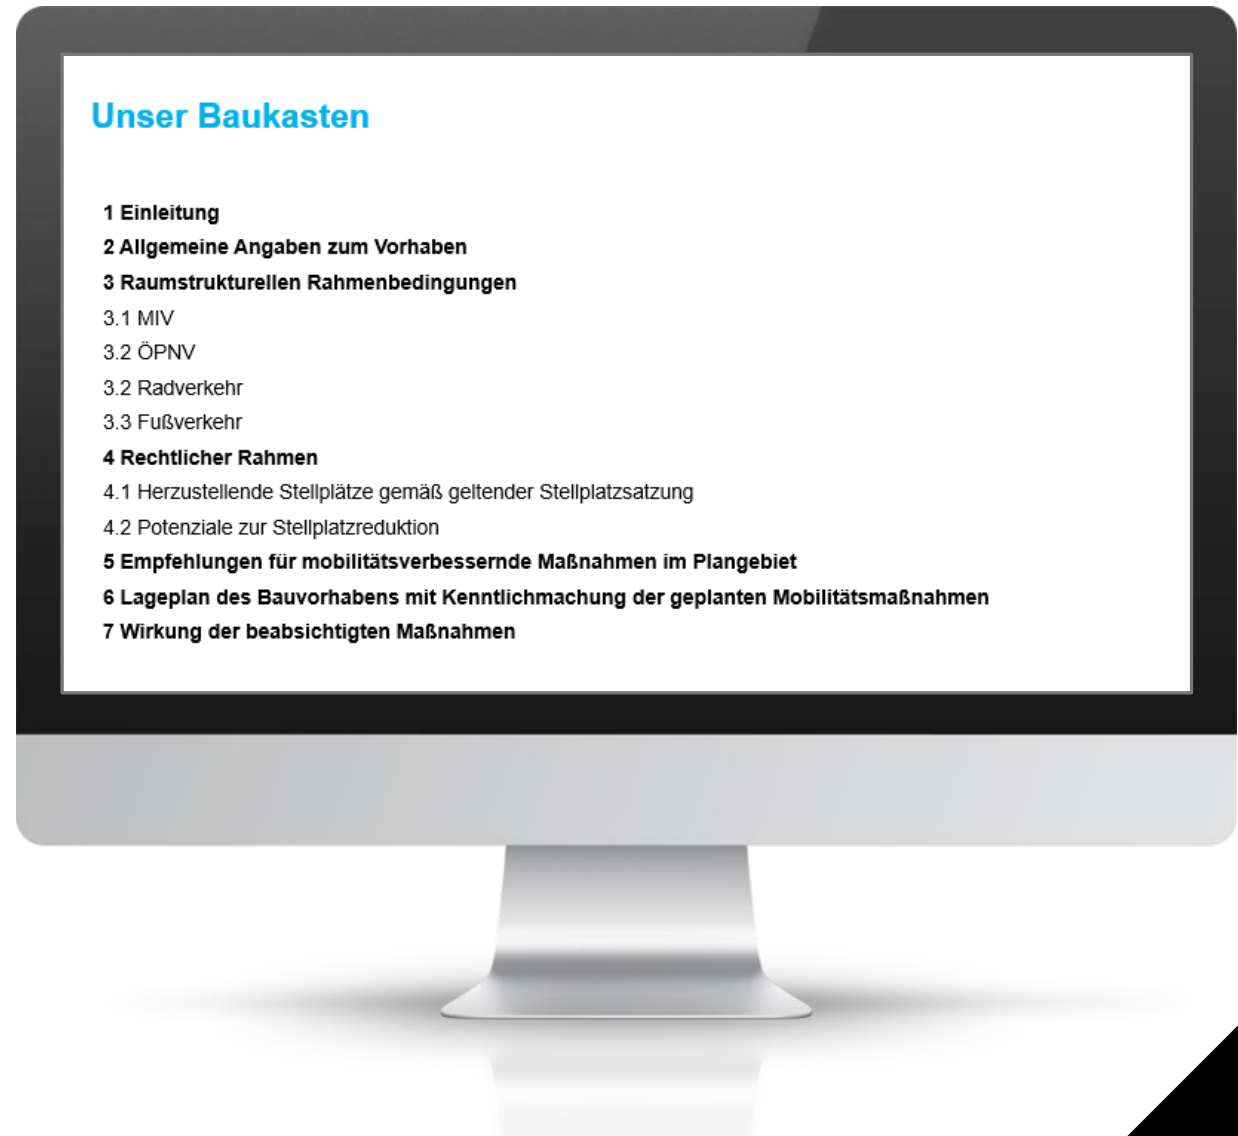 Unser Baukasten
1 Einleitung
2 Allgemeine Angaben zum Vorhaben
3 Raumstrukturellen Rahmenbedingungen
3.1 MIV
3.2 ÖPNV
3.2 Radverkehr
3.3 Fußverkehr
4 Rechtlicher Rahmen
4.1 Herzustellende Stellplätze gemäß geltender Stellplatzsatzung
4.2 Potenziale zur Stellplatzreduktion
5 Empfehlungen für mobilitätsverbessernde Maßnahmen im Plangebiet
6 Lageplan des Bauvorhabens mit Kenntlichmachung der geplanten Mobilitätsmaßnahmen
7 Wirkung der beabsichtigten Maßnahmen